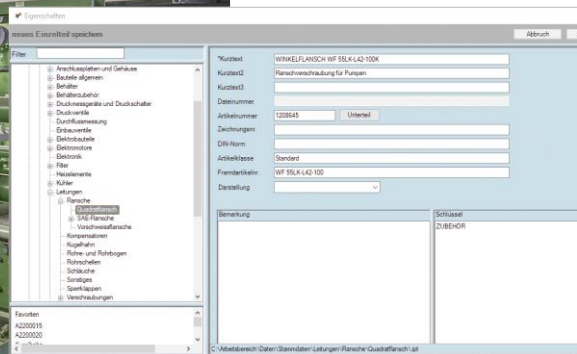 Eigenschaften
neues Einzelteil speichern
Abbruch
Filter
Anschlussplatten und Gehäuse
Bauteile allgemein
Behälter
Behälterzubehör
Druckmessgeräte und Druckschalter
Druckventile
Durchflussmessung
Einbauventile
Elektrobauteile
Elektromotore
Elektronik
Filter
Heizelemente
Kühler
Leitungen
Flansche
Quadratflansch
SAE-Flansche
Vorschweissflansche
Kompensatoren
Kugelhahn
Rohre- und Rohrbogen
Rohrschellen
Schläuche
Sonstiges
Sperrklappen
Verschraubungen
Favoriten
A2200015
A2200020
*Kurztext WINKELFLANSCH WF 55LK-L42-100K
Kurztext2 Flanschverschraubung für Pumpen
Kurztext3
Dateinummer
Artikelnummer 1208645 Unterteil
Zeichnungsnr.
DIN-Norm
Artikelklasse Standard
Fremdartikelnr. WF 55LK-L42-100
Darstellung
Bemerkung
Schlüssel
ZUBEHÖR
C:\Arbeitsbereich\Daten\Stammdaten\Leitungen\Flansche\Quadratflansch\.ipt